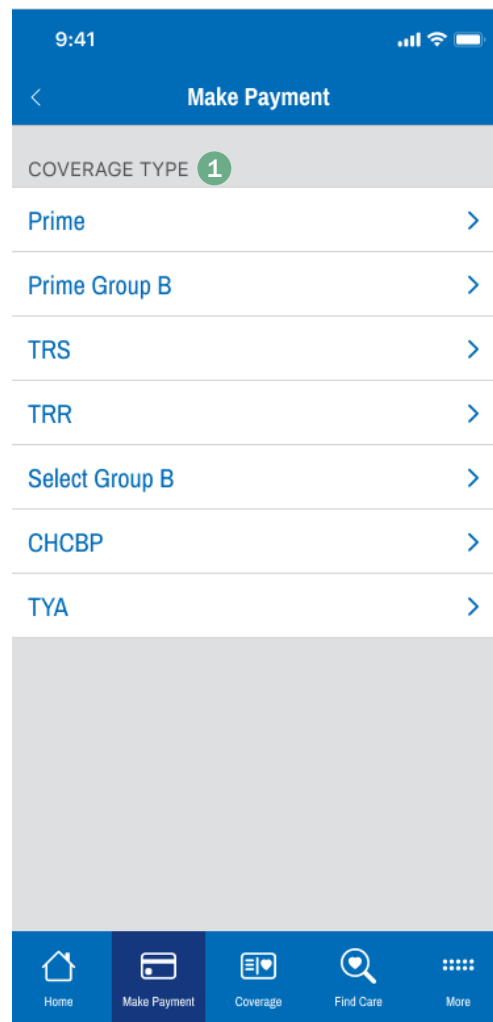 9:41
Make Payment
COVERAGE TYPE 1
Prime
Prime Group B
TRS
TRR
Select Group B
CHCBP
TYA
Home Make Payment Coverage Find Care More